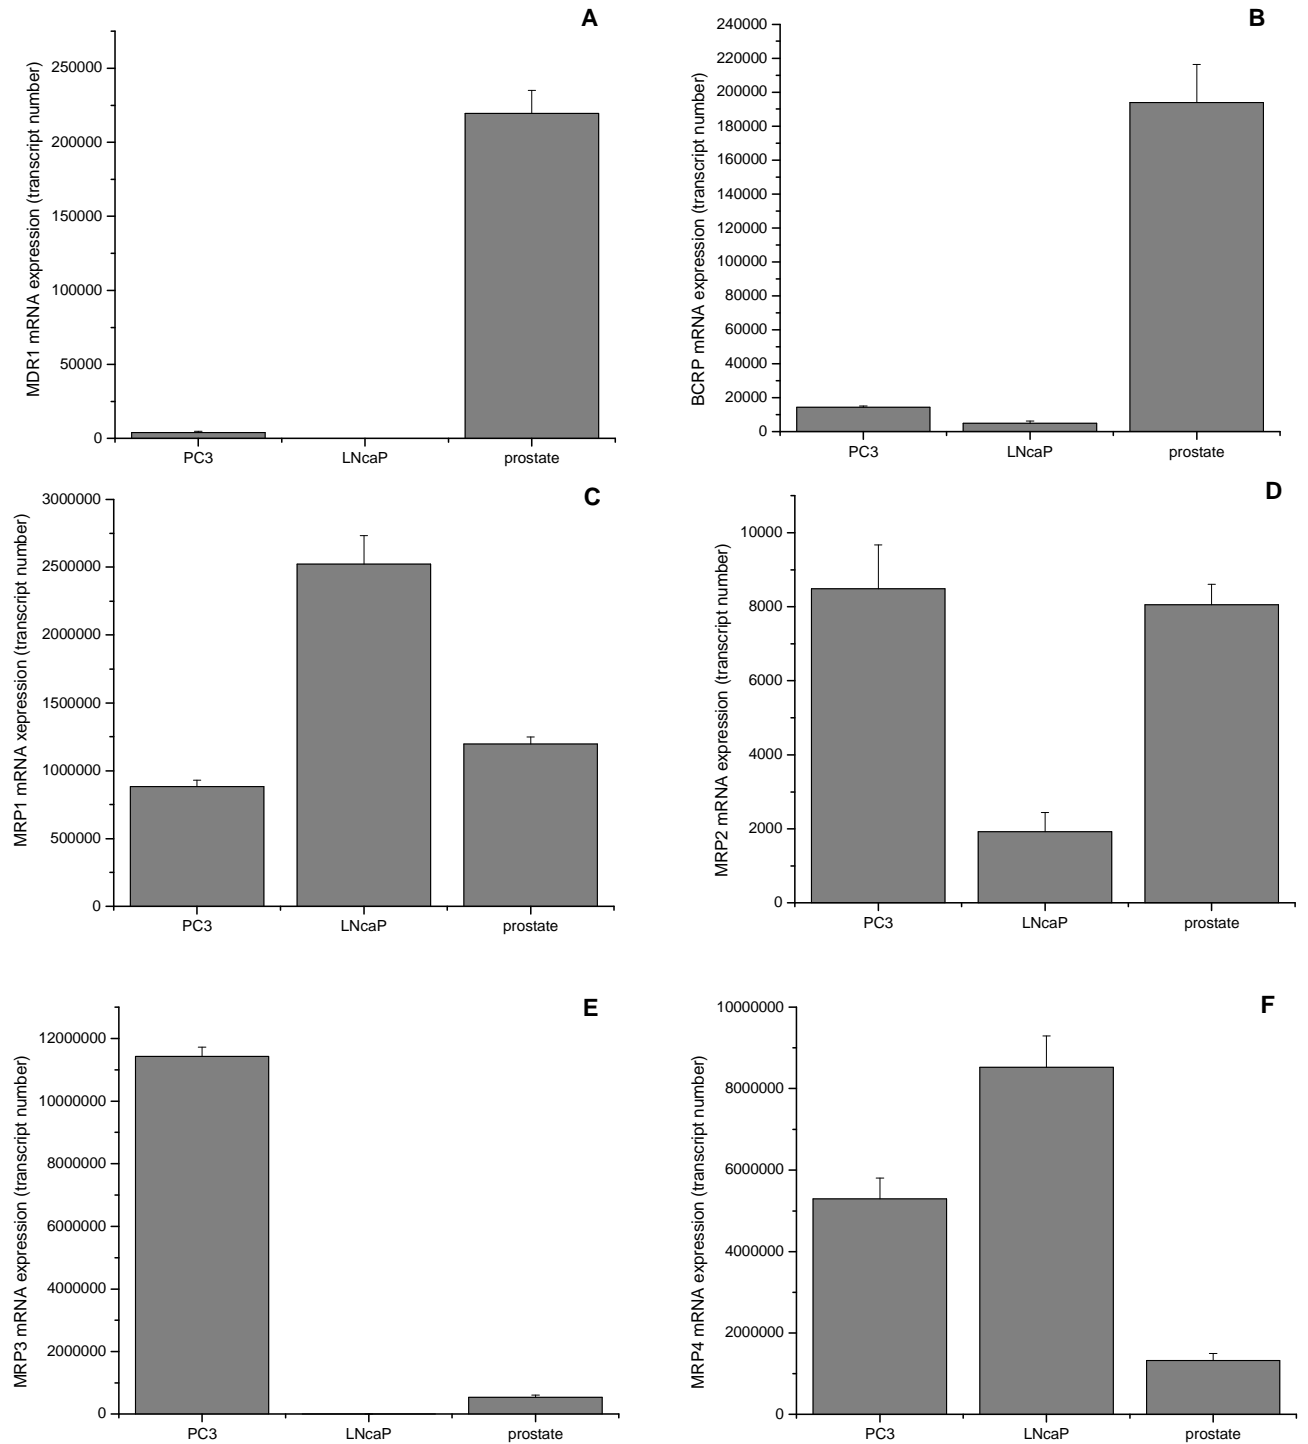 A
MDR1 mRNA expression (transcript number)
250000
200000
150000
100000
50000
0
PC3 LNcaP prostate
B
BCRP mRNA expression (transcript number)
240000
220000
200000
180000
160000
140000
120000
100000
80000
60000
40000
20000
0
PC3 LNcaP prostate
C
MRP1 mRNA xepression (transcript number)
3000000
2500000
2000000
1500000
1000000
500000
0
PC3 LNcaP prostate
D
MRP2 mRNA expression (transcript number)
10000
8000
6000
4000
2000
0
PC3 LNcaP prostate
E
MRP3 mRNA expression (transcript number)
12000000
10000000
8000000
6000000
4000000
2000000
0
PC3 LNcaP prostate
F
MRP4 mRNA expression (transcript number)
10000000
8000000
6000000
4000000
2000000
0
PC3 LNcaP prostate